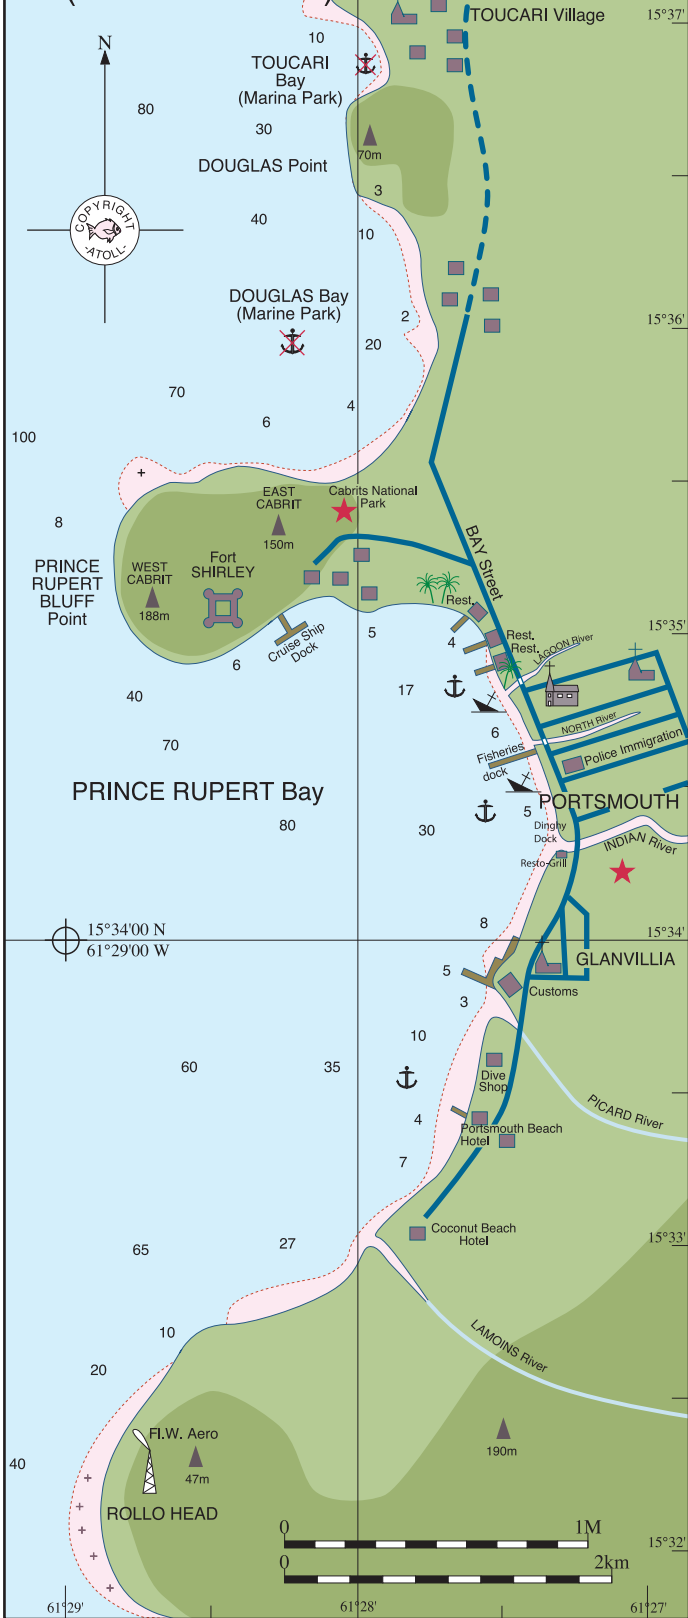 TOUCARI Village
15°37'
10
N
TOUCARI
Bay
(Marina Park)
80
30
70m
DOUGLAS Point
3
COPYRIGHT
-ATOLL-
40
10
DOUGLAS Bay
(Marine Park)
2
15°36'
20
70
4
6
100
EAST
CABRIT
150m
Cabrits National
Park
8
BAY Street
PRINCE
RUPERT
BLUFF
Point
WEST
CABRIT
188m
Fort
SHIRLEY
Rest.
Cruise Ship
Dock
5
4
Rest.
Rest.
15°35'
LAGOON River
6
40
17
NORTH River
6
70
Fisheries
dock
Police Immigration
PRINCE RUPERT Bay
PORTSMOUTH
5
80
30
Dinghy
Dock
INDIAN River
Resto-Grill
15°34'00 N
61°29'00 W
8
15°34'
GLANVILLIA
5
Customs
3
10
60
35
Dive
Shop
PICARD River
4
Portsmouth Beach
Hotel
7
Coconut Beach
Hotel
65
27
15°33'
10
LAMOINS River
20
Fl.W. Aero
47m
190m
40
ROLLO HEAD
0
1M
15°32'
0
2km
61°29'
61°28'
61°27'